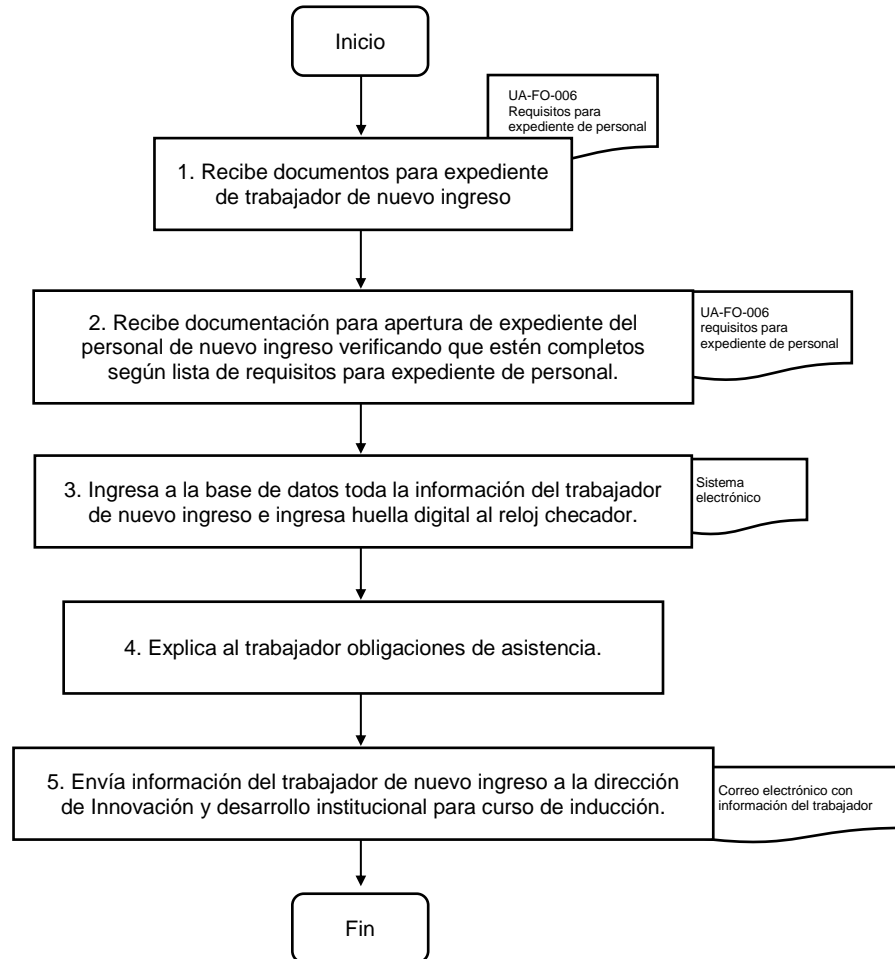 Inicio
UA-FO-006
Requisitos para
expediente de personal
1. Recibe documentos para expediente
de trabajador de nuevo ingreso
2. Recibe documentación para apertura de expediente del
personal de nuevo ingreso verificando que estén completos
según lista de requisitos para expediente de personal.
UA-FO-006
requisitos para
expediente de personal
3. Ingresa a la base de datos toda la información del trabajador
de nuevo ingreso e ingresa huella digital al reloj checador.
Sistema
electrónico
4. Explica al trabajador obligaciones de asistencia.
5. Envía información del trabajador de nuevo ingreso a la dirección
de Innovación y desarrollo institucional para curso de inducción.
Correo electrónico con
información del trabajador
Fin